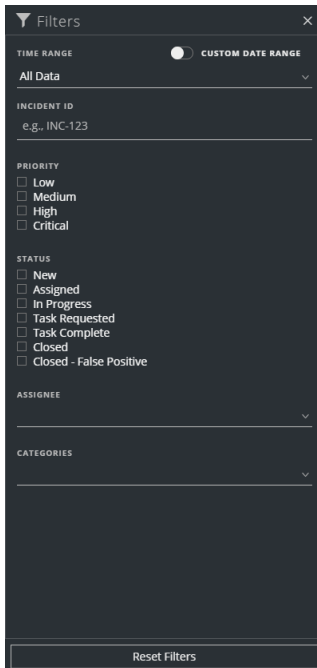 Filters
TIME RANGE
CUSTOM DATE RANGE
All Data
INCIDENT ID
e.g., INC-123
PRIORITY
Low
Medium
High
Critical
STATUS
New
Assigned
In Progress
Task Requested
Task Complete
Closed
Closed - False Positive
ASSIGNEE
CATEGORIES
Reset Filters